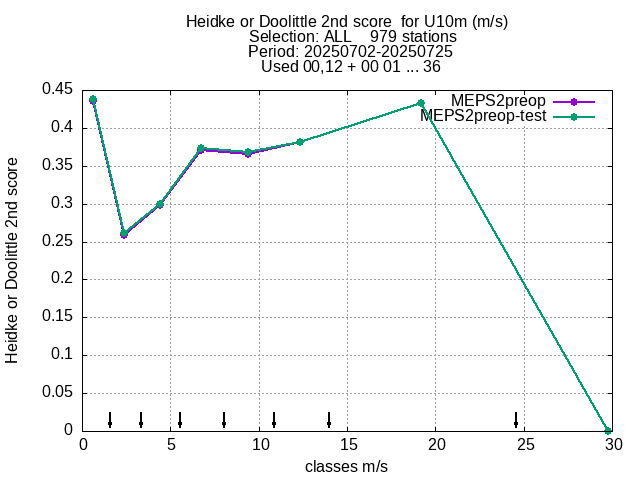 Heidke or Doolittle 2nd score  for U10m (m/s)
Selection: ALL    979 stations
Period: 20250702-20250725
Used 00,12 + 00 01 ... 36
MEPS2preop
MEPS2preop-test
0.45
0.4
0.35
0.3
0.25
0.2
0.15
0.1
0.05
0
Heidke or Doolittle 2nd score
0 5 10 15 20 25 30
classes m/s